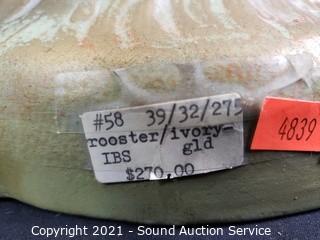 #58 39/32/275
rooster/ivory-
gld
IBS
$270.00
4839
Copyright 2021 - Sound Auction Service